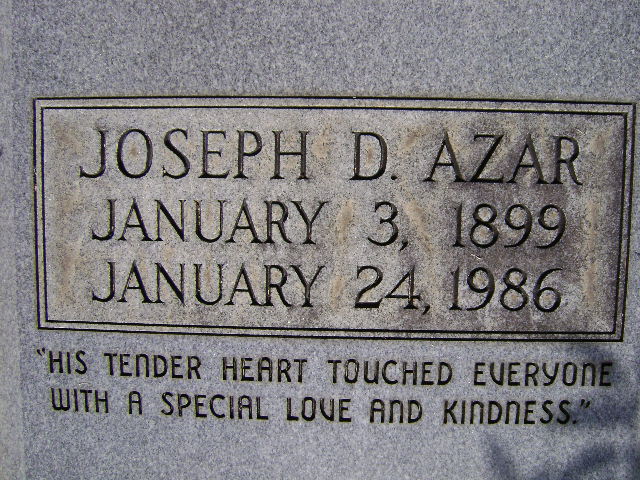 JOSEPH D. AZAR
JANUARY 3, 1899
JANUARY 24, 1986
"HIS TENDER HEART TOUCHED EVERYONE
WITH A SPECIAL LOVE AND KINDNESS."